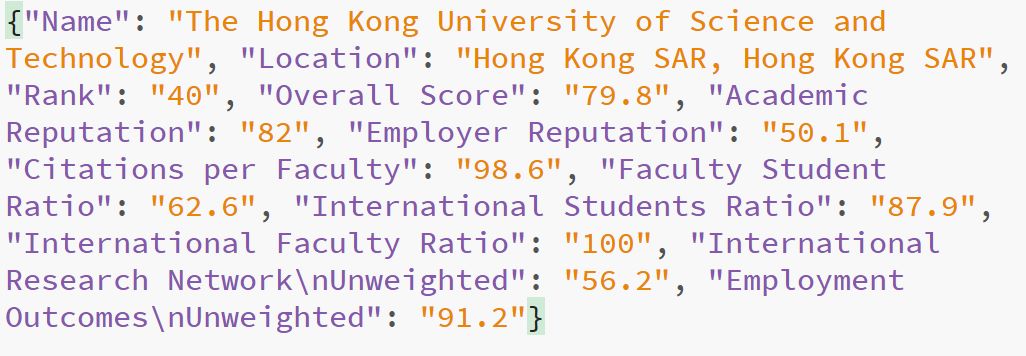 {"Name": "The Hong Kong University of Science and
Technology", "Location": "Hong Kong SAR, Hong Kong SAR",
"Rank": "40", "Overall Score": "79.8", "Academic
Reputation": "82", "Employer Reputation": "50.1",
"Citations per Faculty": "98.6", "Faculty Student
Ratio": "62.6", "International Students Ratio": "87.9",
"International Faculty Ratio": "100", "International
Research Network\nUnweighted": "56.2", "Employment
Outcomes\nUnweighted": "91.2"}